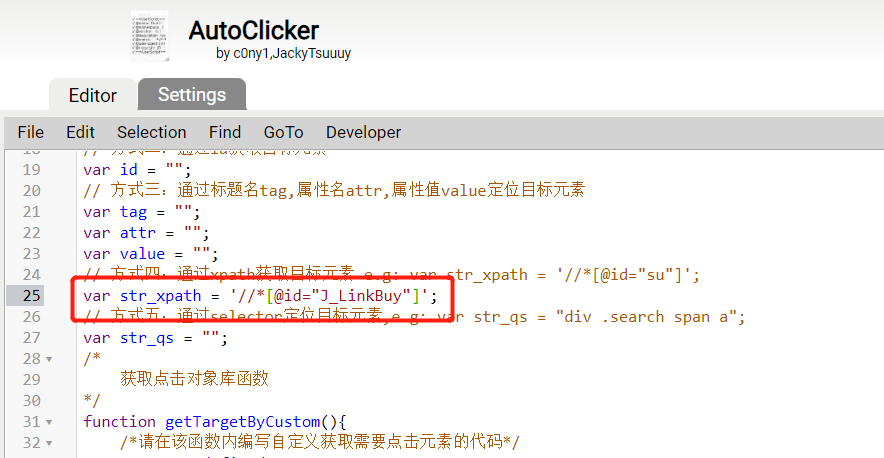 AutoClicker
by c0ny1,JackyTsuuuy
Editor
Settings
File Edit Selection Find GoTo Developer
19 var id = "";
20 // 方式三：通过标题名tag,属性名attr,属性值value定位目标元素
21 var tag = "";
22 var attr = "";
23 var value = "";
24 // 方式四：通过xpath获取目标元素 e.g: var str_xpath = '//*[@id="su"]';
25 var str_xpath = '//*[@id="J_LinkBuy"]';
26 // 方式五：通过selector定位目标元素,e.g: var str_qs = "div .search span a";
27 var str_qs = "";
28 /*
29 获取点击对象库函数
30 */
31 function getTargetByCustom(){
32 /*请在该函数内编写自定义获取需要点击元素的代码*/